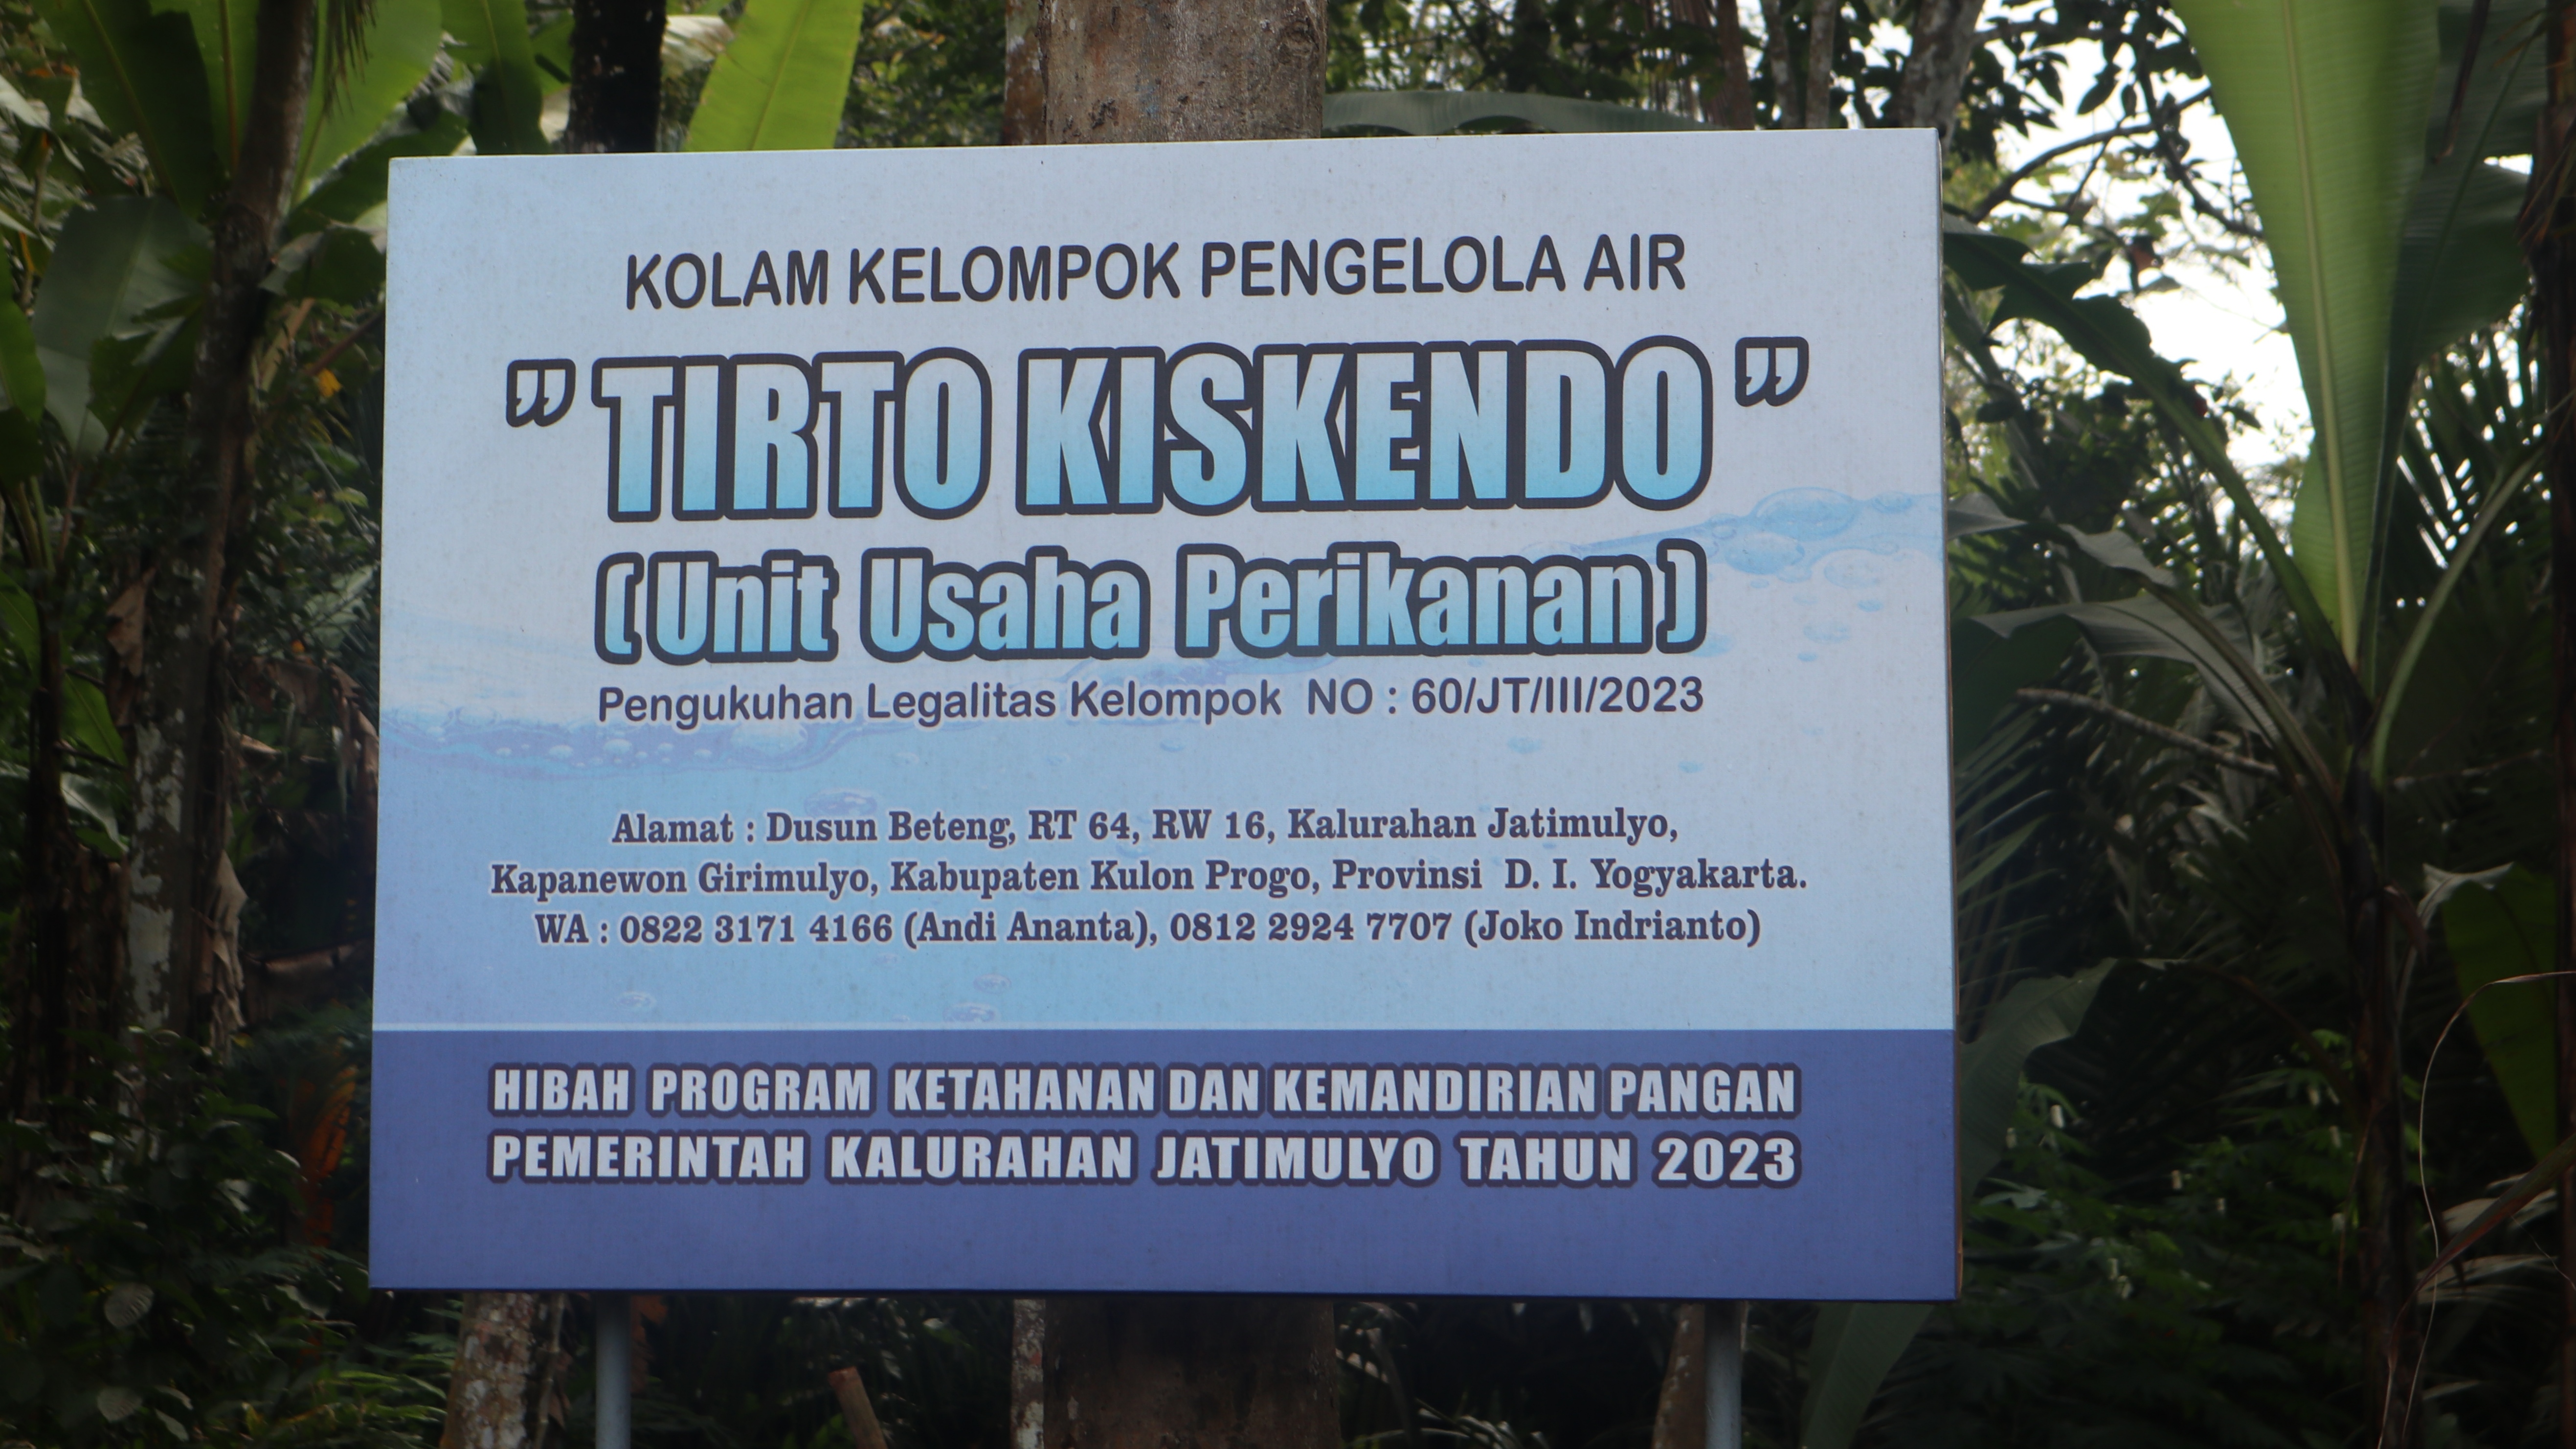 KOLAM KELOMPOK PENGELOLA AIR
"TIRTO KISKENDO"
(Unit Usaha Perikanan)
Pengukuhan Legalitas Kelompok NO : 60/JT/III/2023
Alamat : Dusun Beteng, RT 64, RW 16, Kalurahan Jatimulyo,
Kapanewon Girimulyo, Kabupaten Kulon Progo, Provinsi D. I. Yogyakarta.
WA : 0822 3171 4166 (Andi Ananta), 0812 2924 7707 (Joko Indrianto)
HIBAH PROGRAM KETAHANAN DAN KEMANDIRIAN PANGAN
PEMERINTAH KALURAHAN JATIMULYO TAHUN 2023